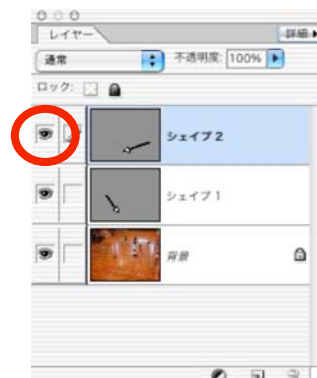 レイヤー
詳細
通常 不透明度: 100%
ロック:
シェイプ 2
シェイプ 1
背景